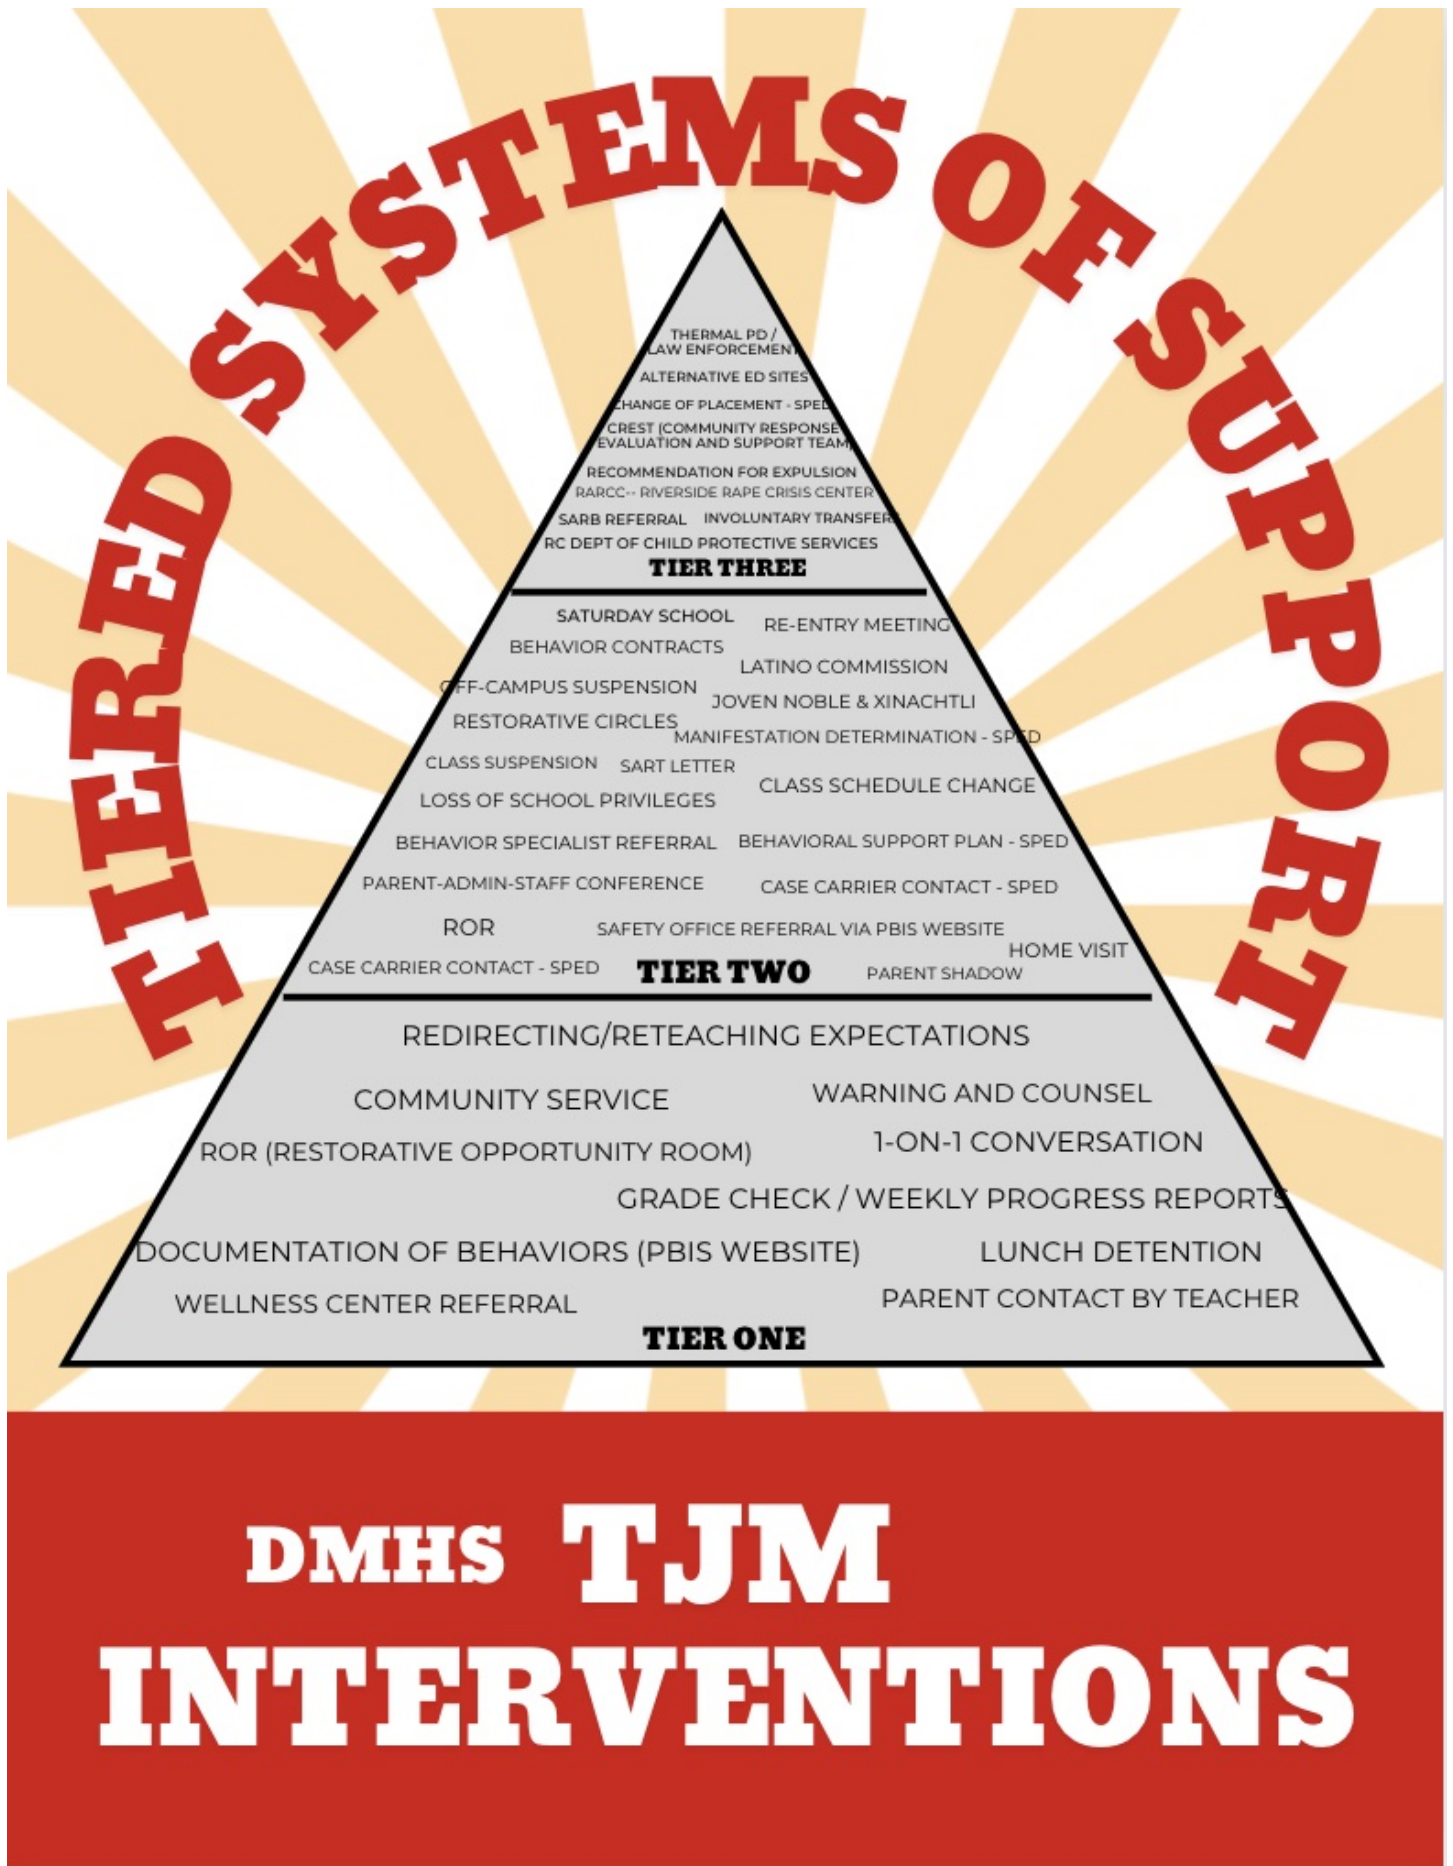 TIERED SYSTEMS OF SUPPORT
THERMAL PD /
LAW ENFORCEMENT
ALTERNATIVE ED SITES
CHANGE OF PLACEMENT - SPED
CREST (COMMUNITY RESPONSE
EVALUATION AND SUPPORT TEAM)
RECOMMENDATION FOR EXPULSION
RARCC-- RIVERSIDE RAPE CRISIS CENTER
SARB REFERRAL INVOLUNTARY TRANSFER
RC DEPT OF CHILD PROTECTIVE SERVICES
TIER THREE
SATURDAY SCHOOL
RE-ENTRY MEETING
BEHAVIOR CONTRACTS
LATINO COMMISSION
OFF-CAMPUS SUSPENSION
JOVEN NOBLE & XINACHTLI
RESTORATIVE CIRCLES
MANIFESTATION DETERMINATION - SPED
CLASS SUSPENSION
SART LETTER
CLASS SCHEDULE CHANGE
LOSS OF SCHOOL PRIVILEGES
BEHAVIOR SPECIALIST REFERRAL
BEHAVIORAL SUPPORT PLAN - SPED
PARENT-ADMIN-STAFF CONFERENCE
CASE CARRIER CONTACT - SPED
ROR
SAFETY OFFICE REFERRAL VIA PBIS WEBSITE
HOME VISIT
CASE CARRIER CONTACT - SPED
TIER TWO
PARENT SHADOW
REDIRECTING/RETEACHING EXPECTATIONS
COMMUNITY SERVICE
WARNING AND COUNSEL
ROR (RESTORATIVE OPPORTUNITY ROOM)
1-ON-1 CONVERSATION
GRADE CHECK / WEEKLY PROGRESS REPORTS
DOCUMENTATION OF BEHAVIORS (PBIS WEBSITE)
LUNCH DETENTION
WELLNESS CENTER REFERRAL
PARENT CONTACT BY TEACHER
TIER ONE
DMHS TJM
INTERVENTIONS